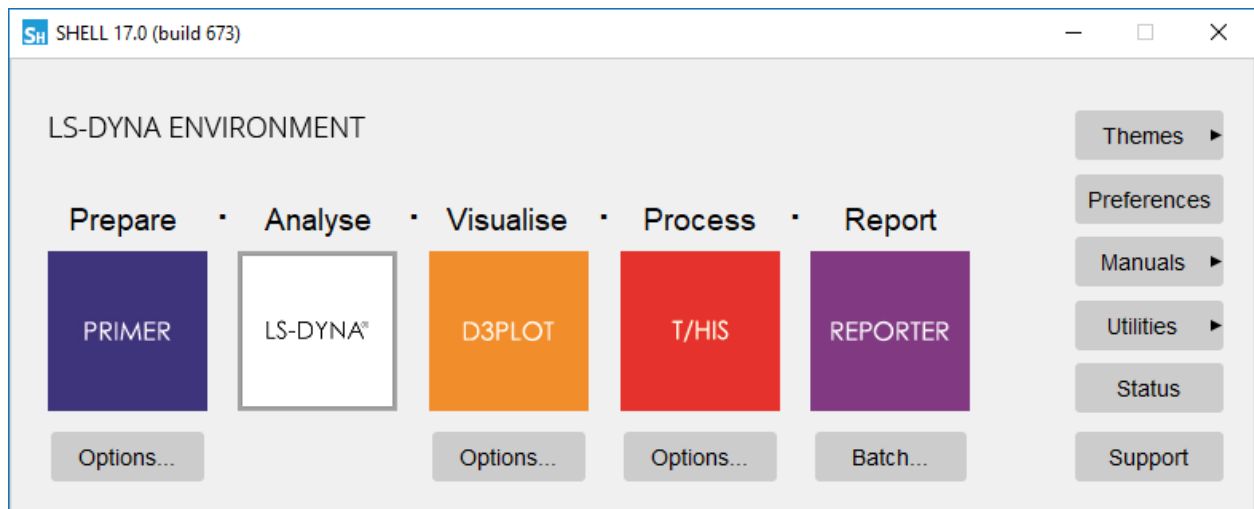 SH SHELL 17.0 (build 673)
LS-DYNA ENVIRONMENT
Prepare · Analyse · Visualise · Process · Report
PRIMER
LS-DYNA®
D3PLOT
T/HIS
REPORTER
Options...
Options...
Options...
Batch...
Themes
Preferences
Manuals
Utilities
Status
Support